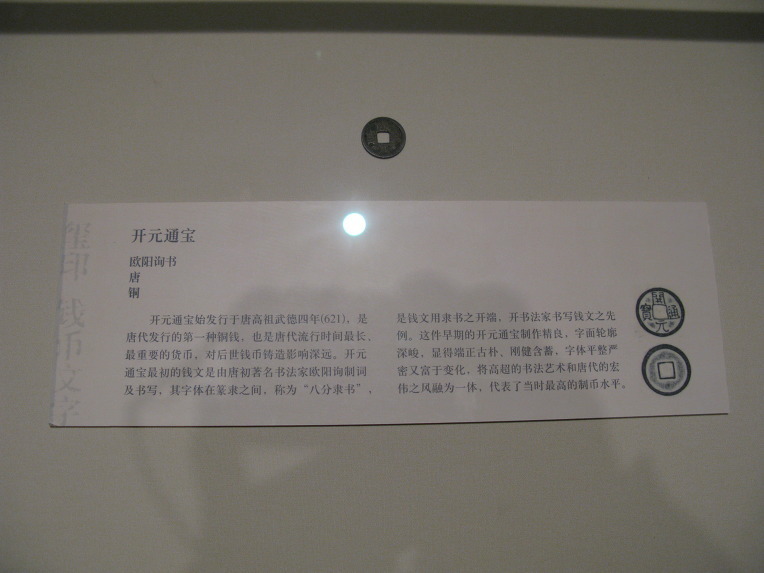 开元通宝
欧阳询书
唐
铜
开元通宝始发行于唐高祖武德四年(621)，是
唐代发行的第一种铜钱，也是唐代流行时间最长、
最重要的货币，对后世钱币铸造影响深远。开元
通宝最初的钱文是由唐初著名书法家欧阳询制词
及书写，其字体在篆隶之间，称为“八分隶书”，
是钱文用隶书之开端，开书法家书写钱文之先
例。这件早期的开元通宝制作精良，字面轮廓
深峻，显得端正古朴、刚健含蓄，字体平整严
密又富于变化，将高超的书法艺术和唐代的宏
伟之风融为一体，代表了当时最高的制币水平。
玺印 钱币文字
開元通寶